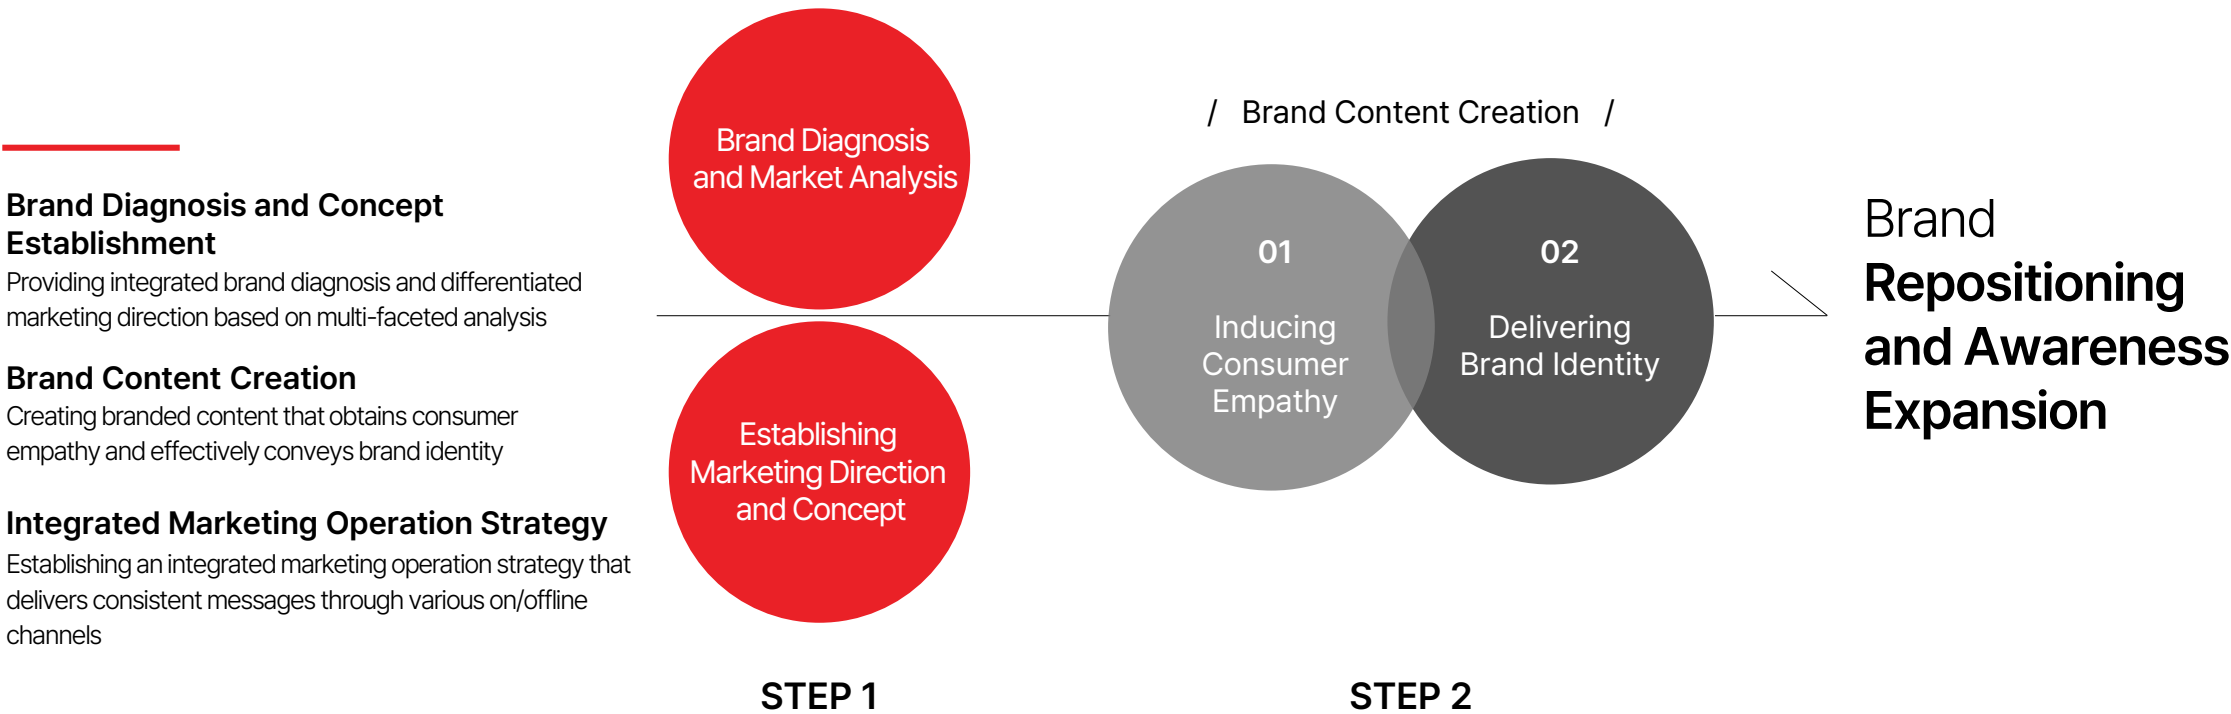 Brand Diagnosis and Concept
Establishment
Providing integrated brand diagnosis and differentiated
marketing direction based on multi-faceted analysis
Brand Content Creation
Creating branded content that obtains consumer
empathy and effectively conveys brand identity
Integrated Marketing Operation Strategy
Establishing an integrated marketing operation strategy that
delivers consistent messages through various on/offline
channels
Brand Diagnosis
and Market Analysis
Establishing
Marketing Direction
and Concept
STEP 1
/ Brand Content Creation /
01
Inducing
Consumer
Empathy
02
Delivering
Brand Identity
STEP 2
Brand
Repositioning
and Awareness
Expansion